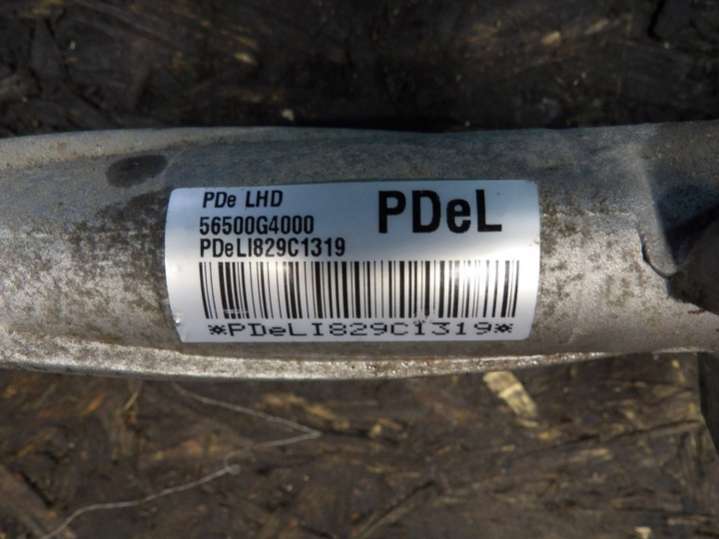 PDe LHD
PDeL
56500G4000
PDeLI829C1319
*PDeLI829C1319*